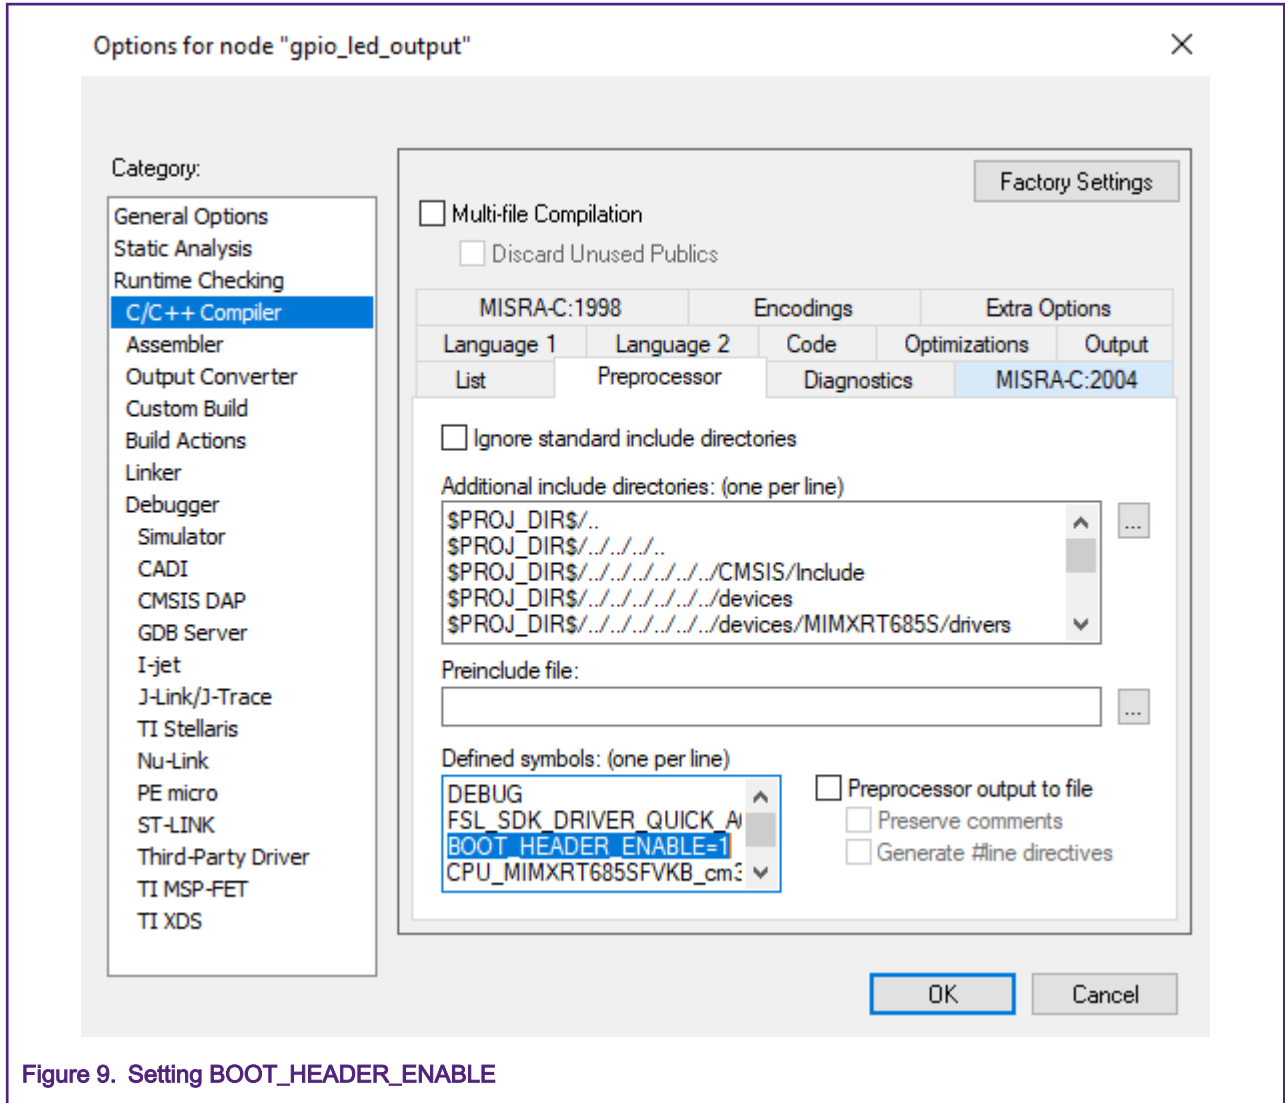 Options for node "gpio_led_output"
Category:
General Options
Static Analysis
Runtime Checking
C/C++ Compiler
Assembler
Output Converter
Custom Build
Build Actions
Linker
Debugger
Simulator
CADI
CMSIS DAP
GDB Server
I-jet
J-Link/J-Trace
TI Stellaris
Nu-Link
PE micro
ST-LINK
Third-Party Driver
TI MSP-FET
TI XDS
Factory Settings
Multi-file Compilation
Discard Unused Publics
MISRA-C:1998 Encodings Extra Options
Language 1 Language 2 Code Optimizations Output
List Preprocessor Diagnostics MISRA-C:2004
Ignore standard include directories
Additional include directories: (one per line)
$PROJ_DIR$/..
$PROJ_DIR$/../../../..
$PROJ_DIR$/../../../../../../../CMSIS/Include
$PROJ_DIR$/../../../../../../../devices
$PROJ_DIR$/../../../../../../../devices/MIMXRT685S/drivers
...
Preinclude file:
...
Defined symbols: (one per line)
DEBUG
FSL_SDK_DRIVER_QUICK_A
BOOT_HEADER_ENABLE=1
CPU_MIMXRT685SFVKB_cm3
Preprocessor output to file
Preserve comments
Generate #line directives
OK Cancel
Figure 9. Setting BOOT_HEADER_ENABLE